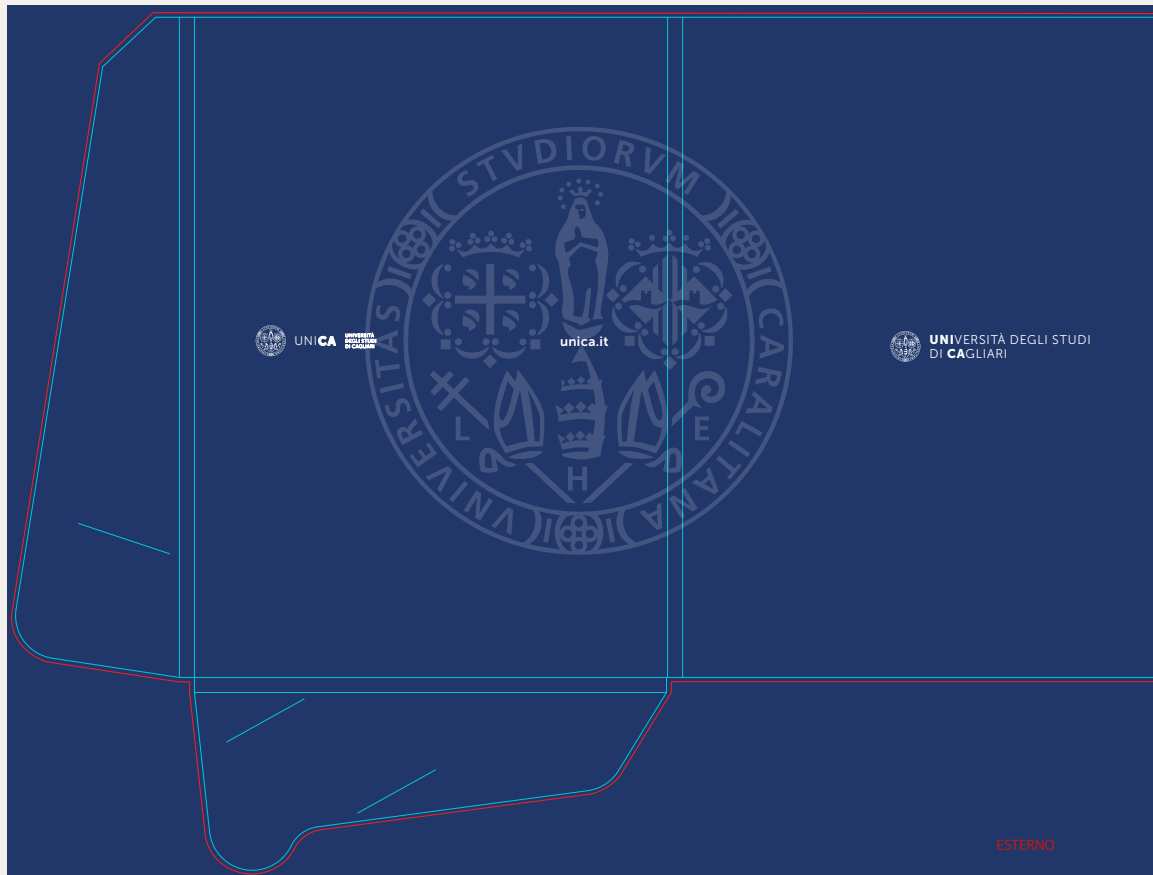 VNIVERSITAS STVDIORVM CARALITANA
L E
H
UNICA
UNIVERSITÀ
DEGLI STUDI
DI CAGLIARI
unica.it
UNIVERSITÀ DEGLI STUDI
DI CAGLIARI
ESTERNO